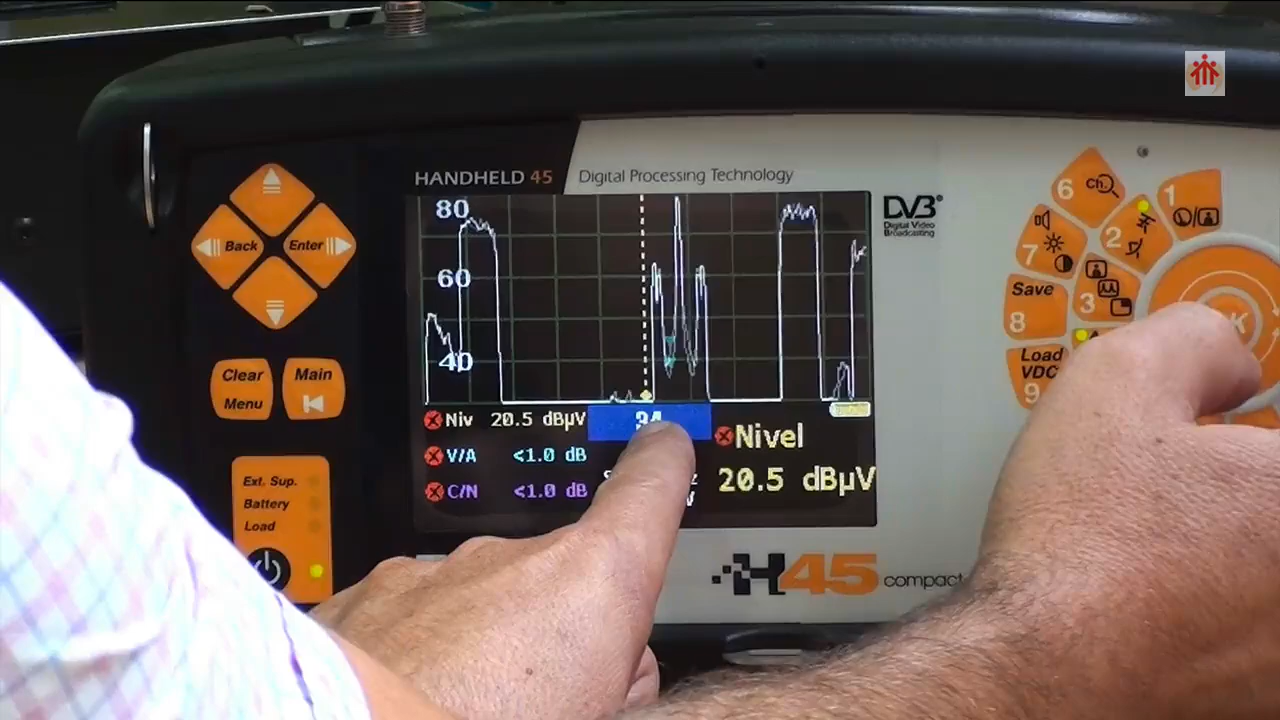 HANDHELD 45
Digital Processing Technology
DVB®
Digital Video
Broadcasting
80
60
40
Back
Enter
Clear
Menu
Main
Ext. Sup.
Battery
Load
Niv 20.5 dBµV
V/A <1.0 dB
C/N <1.0 dB
Nivel
20.5 dBµV
H45 compact
6 Ch
1
2
7
3
Save
8
Load
VDC
9
K